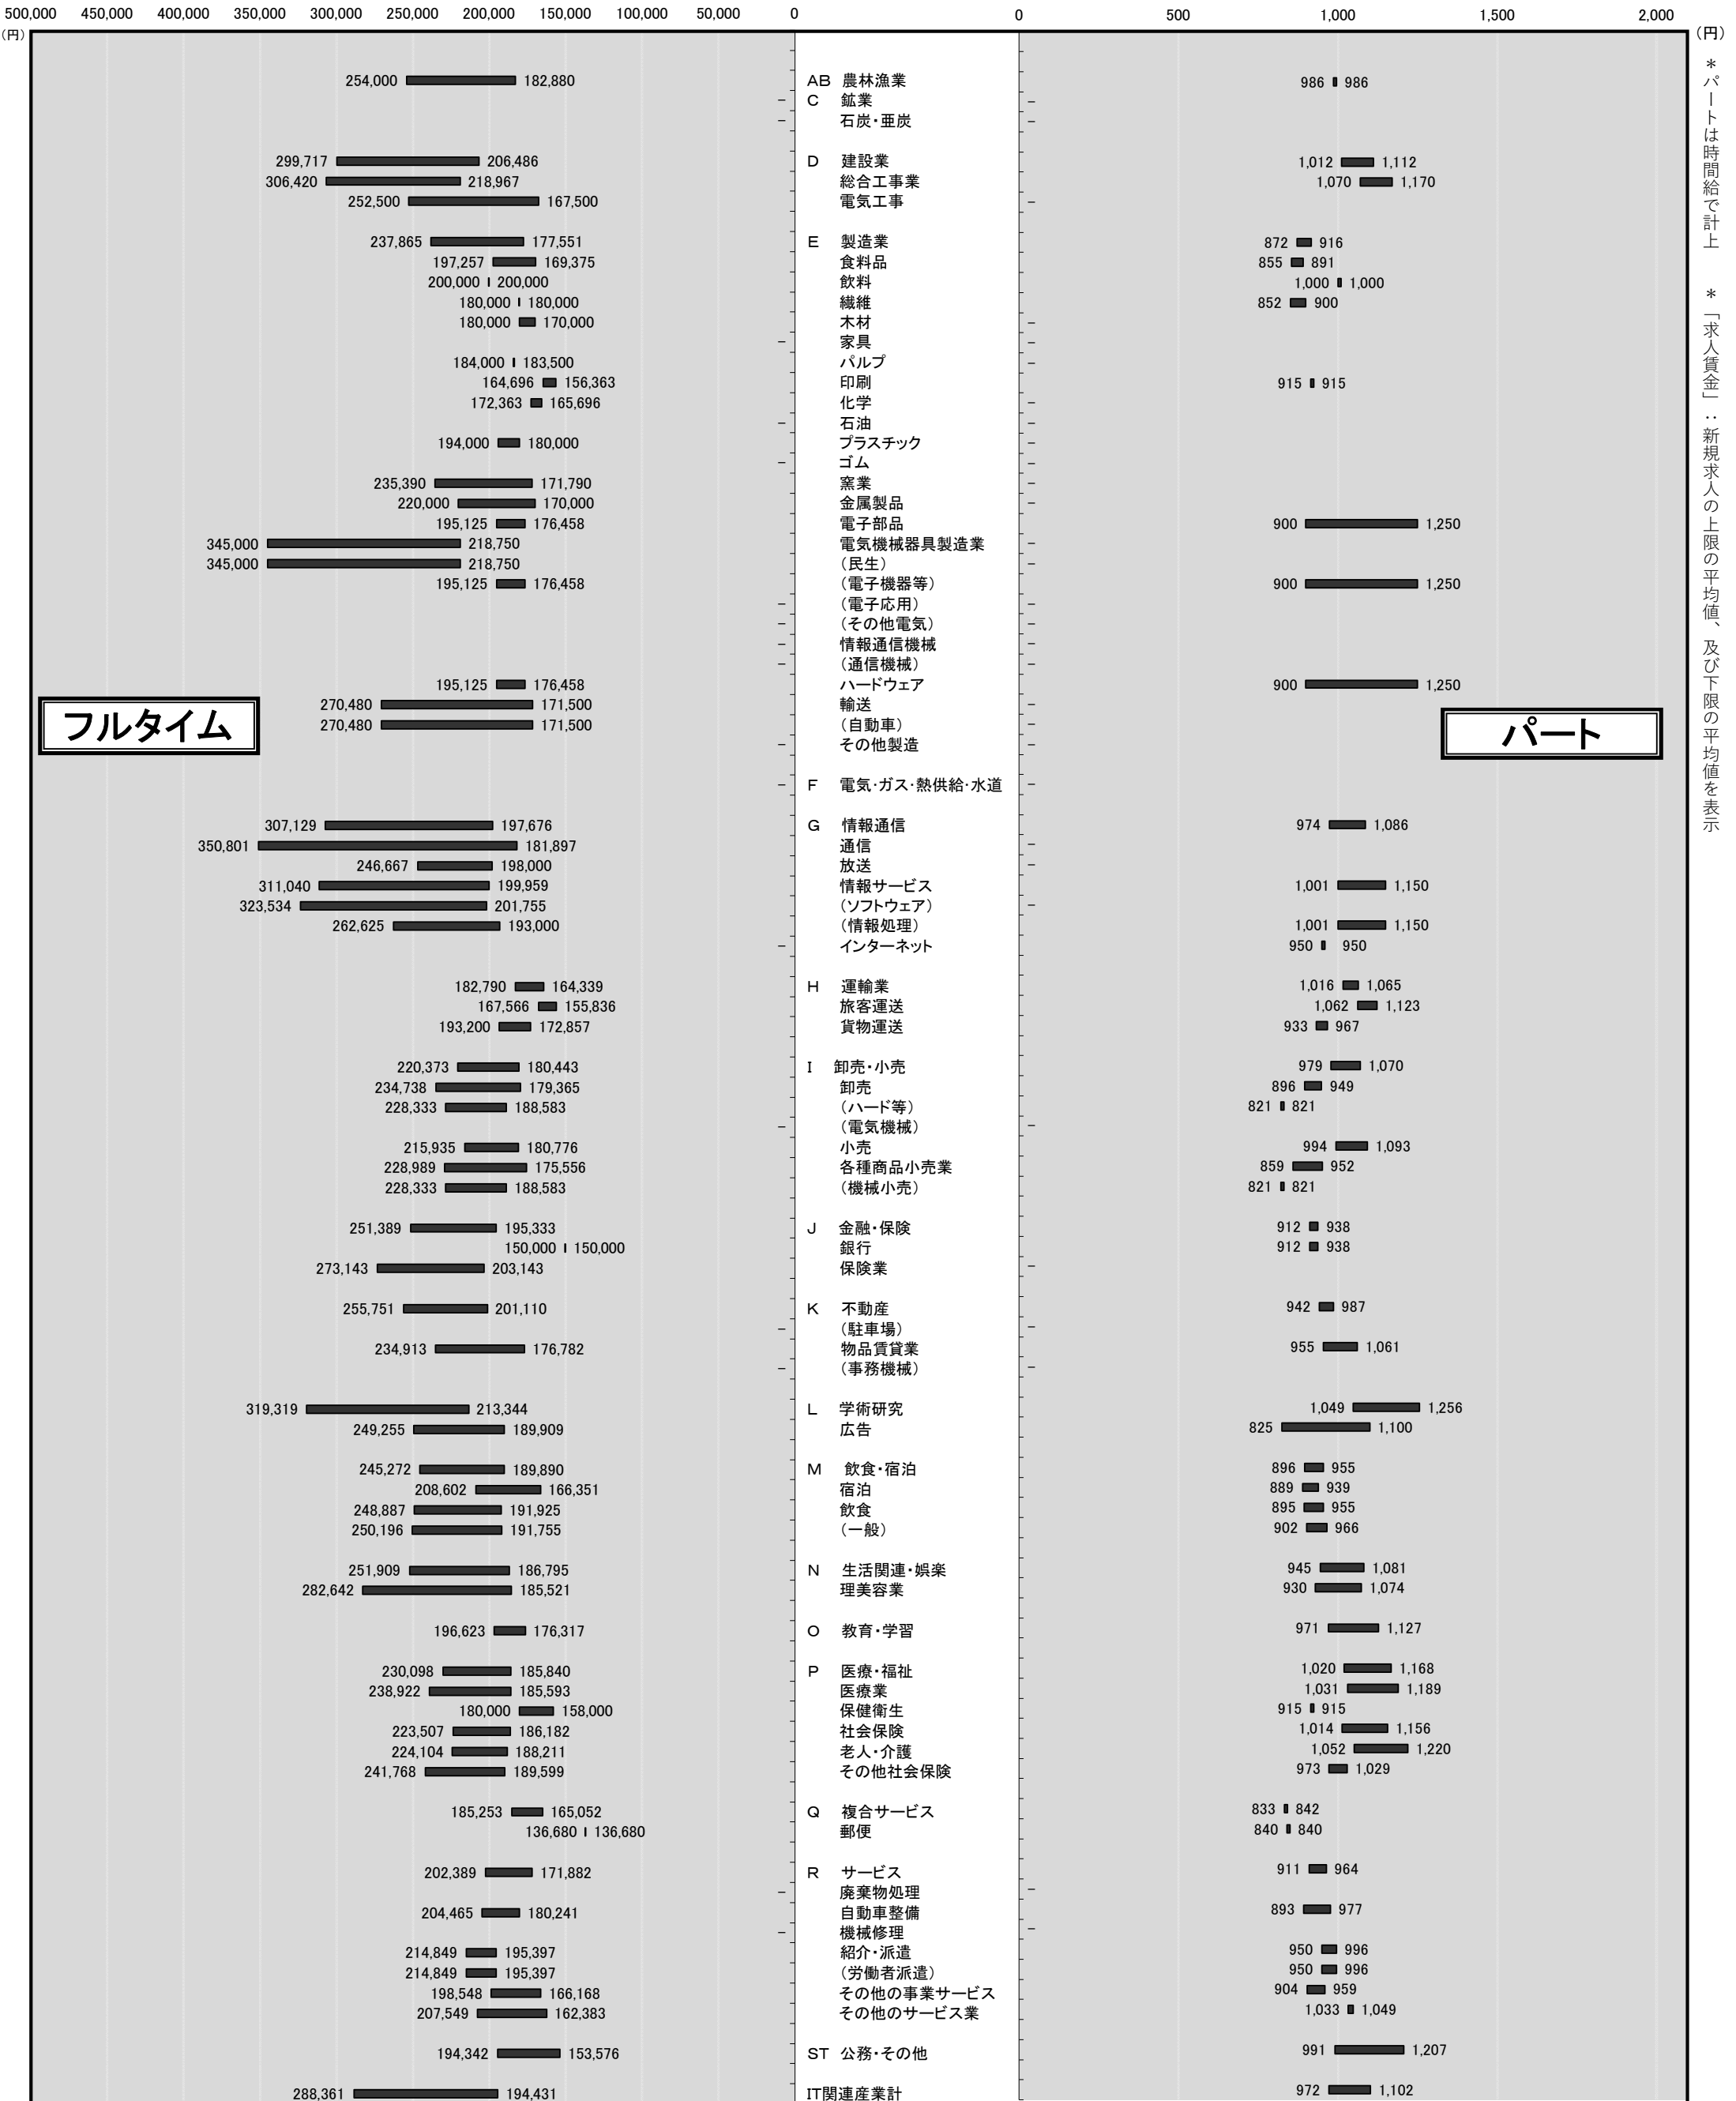 500,000 450,000 400,000 350,000 300,000 250,000 200,000 150,000 100,000 50,000 0 0 500 1,000 1,500 2,000
(円) (円)
254,000 182,880 AB 農林漁業 986 986
C 鉱業
石炭・亜炭
299,717 206,486 D 建設業 1,012 1,112
306,420 218,967 総合工事業 1,070 1,170
252,500 167,500 電気工事
237,865 177,551 E 製造業 872 916
197,257 169,375 食料品 855 891
200,000 200,000 飲料 1,000 1,000
180,000 180,000 繊維 852 900
180,000 170,000 木材
家具
184,000 183,500 パルプ
164,696 156,363 印刷 915 915
172,363 165,696 化学
石油
194,000 180,000 プラスチック
ゴム
235,390 171,790 窯業
220,000 170,000 金属製品
195,125 176,458 電子部品 900 1,250
345,000 218,750 電気機械器具製造業
345,000 218,750 (民生)
195,125 176,458 (電子機器等) 900 1,250
(電子応用)
(その他電気)
情報通信機械
(通信機械)
195,125 176,458 ハードウェア 900 1,250
270,480 171,500 輸送
270,480 171,500 (自動車)
フルタイム パート
その他製造
F 電気・ガス・熱供給・水道
307,129 197,676 G 情報通信 974 1,086
350,801 181,897 通信
246,667 198,000 放送
311,040 199,959 情報サービス 1,001 1,150
323,534 201,755 (ソフトウェア)
262,625 193,000 (情報処理) 1,001 1,150
インターネット 950 950
182,790 164,339 H 運輸業 1,016 1,065
167,566 155,836 旅客運送 1,062 1,123
193,200 172,857 貨物運送 933 967
220,373 180,443 I 卸売・小売 979 1,070
234,738 179,365 卸売 896 949
228,333 188,583 (ハード等) 821 821
(電気機械)
215,935 180,776 小売 994 1,093
228,989 175,556 各種商品小売業 859 952
228,333 188,583 (機械小売) 821 821
251,389 195,333 J 金融・保険 912 938
150,000 150,000 銀行 912 938
273,143 203,143 保険業
255,751 201,110 K 不動産 942 987
(駐車場)
234,913 176,782 物品賃貸業 955 1,061
(事務機械)
319,319 213,344 L 学術研究 1,049 1,256
249,255 189,909 広告 825 1,100
245,272 189,890 M 飲食・宿泊 896 955
208,602 166,351 宿泊 889 939
248,887 191,925 飲食 895 955
250,196 191,755 (一般) 902 966
251,909 186,795 N 生活関連・娯楽 945 1,081
282,642 185,521 理美容業 930 1,074
196,623 176,317 O 教育・学習 971 1,127
230,098 185,840 P 医療・福祉 1,020 1,168
238,922 185,593 医療業 1,031 1,189
180,000 158,000 保健衛生 915 915
223,507 186,182 社会保険 1,014 1,156
224,104 188,211 老人・介護 1,052 1,220
241,768 189,599 その他社会保険 973 1,029
185,253 165,052 Q 複合サービス 833 842
136,680 136,680 郵便 840 840
202,389 171,882 R サービス 911 964
廃棄物処理
204,465 180,241 自動車整備 893 977
機械修理
214,849 195,397 紹介・派遣 950 996
214,849 195,397 (労働者派遣) 950 996
198,548 166,168 その他の事業サービス 904 959
207,549 162,383 その他のサービス業 1,033 1,049
194,342 153,576 ST 公務・その他 991 1,207
288,361 194,431 IT関連産業計 972 1,102
＊パートは時間給で計上 ＊「求人賃金」:新規求人の上限の平均値、及び下限の平均値を表示